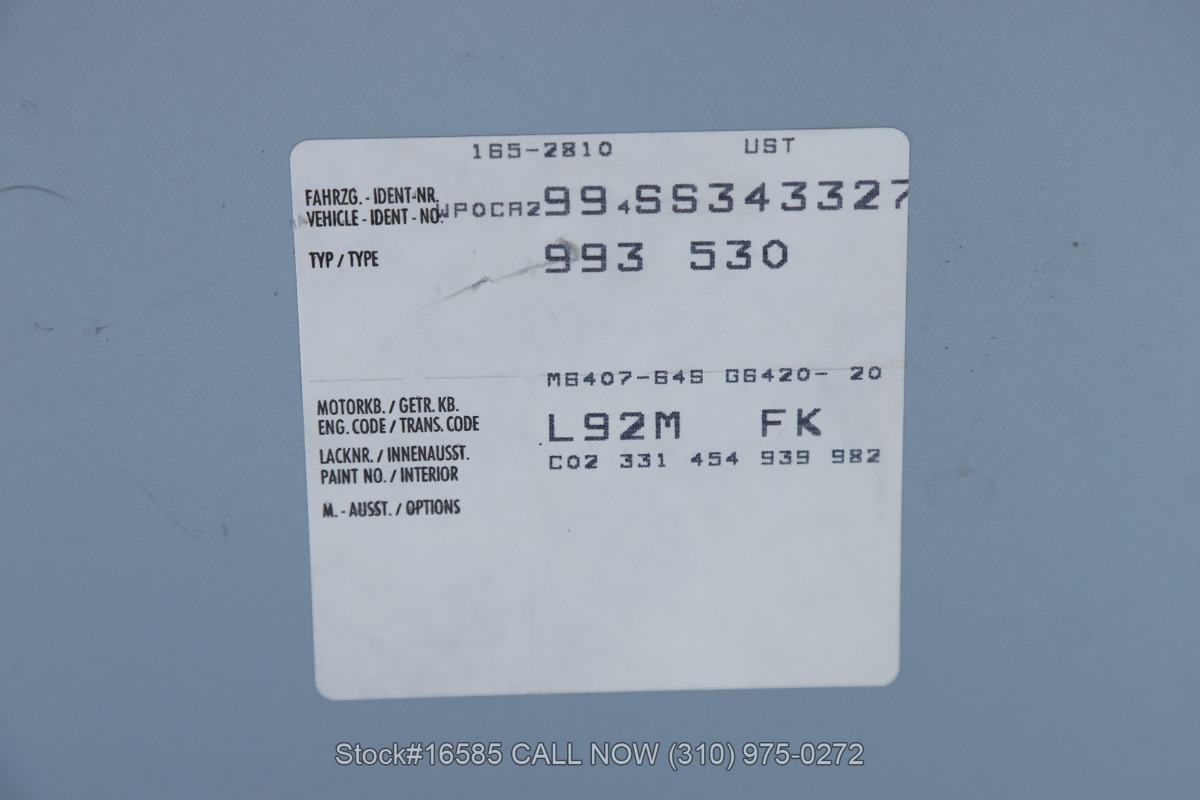 165-2810 UST
FAHRZG. - IDENT-NR.
VEHICLE - IDENT - NO. WP0CA2994SS343327
TYP / TYPE 993 530
M6407-64S G6420- 20
MOTORKB. / GETR. KB.
ENG. CODE / TRANS. CODE L92M FK
LACKNR. / INNENAUSST. C02 331 454 939 982
PAINT NO. / INTERIOR
M. - AUSST. / OPTIONS
Stock#16585 CALL NOW (310) 975-0272